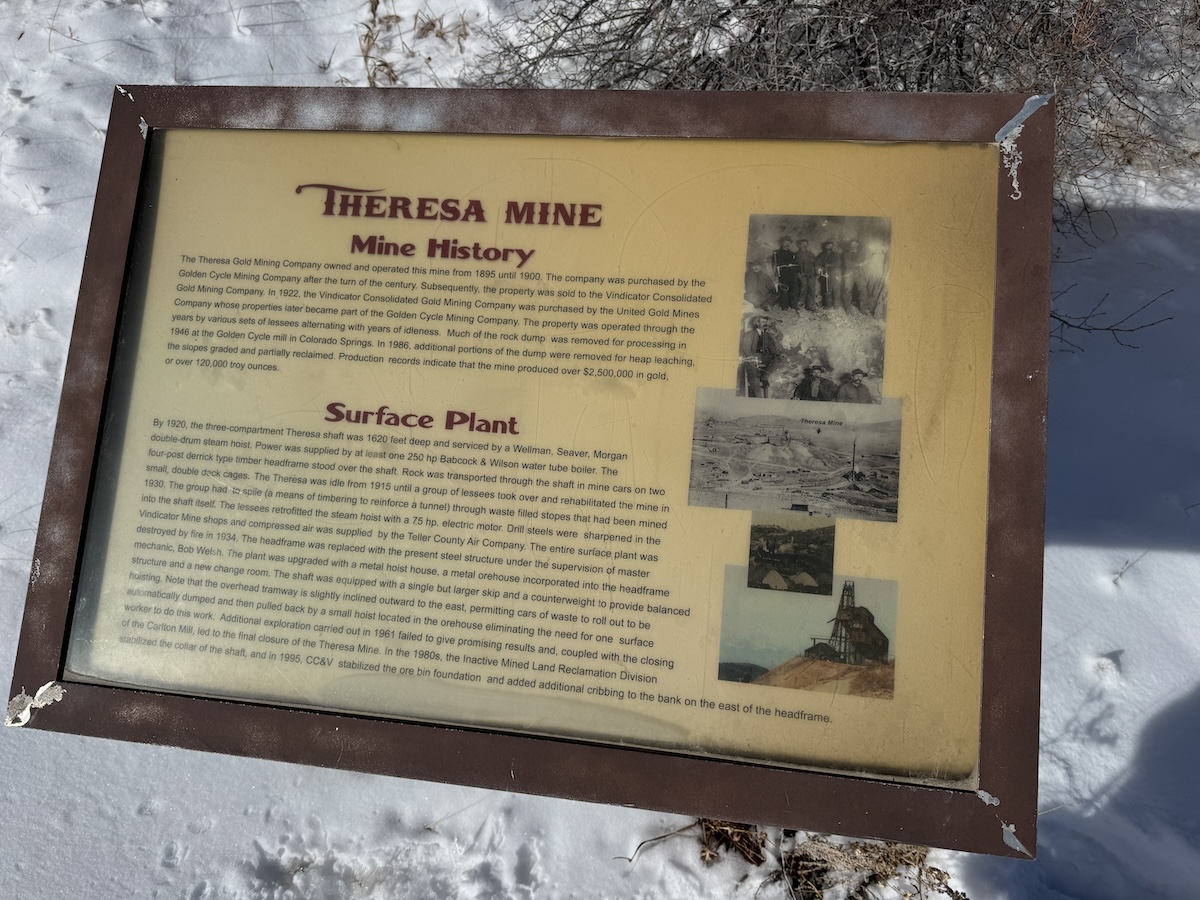 THERESA MINE
Mine History
The Theresa Gold Mining Company owned and operated this mine from 1895 until 1900. The company was purchased by the
Golden Cycle Mining Company after the turn of the century. Subsequently, the property was sold to the Vindicator Consolidated
Gold Mining Company. In 1922, the Vindicator Consolidated Gold Mining Company was purchased by the United Gold Mines
Company whose properties later became part of the Golden Cycle Mining Company. The property was operated through the
years by various sets of lessees alternating with years of idleness. Much of the rock dump was removed for processing in
1946 at the Golden Cycle mill in Colorado Springs. In 1986, additional portions of the dump were removed for heap leaching,
the slopes graded and partially reclaimed. Production records indicate that the mine produced over $2,500,000 in gold,
or over 120,000 troy ounces.
Surface Plant
By 1920, the three-compartment Theresa shaft was 1620 feet deep and serviced by a Wellman, Seaver, Morgan
double-drum steam hoist. Power was supplied by at least one 250 hp Babcock & Wilson water tube boiler. The
four-post derrick type timber headframe stood over the shaft. Rock was transported through the shaft in mine cars on two
small, double deck cages. The Theresa was idle from 1915 until a group of lessees took over and rehabilitated the mine in
1930. The group had to spile (a means of timbering to reinforce a tunnel) through waste filled stopes that had been mined
into the shaft itself. The lessees retrofitted the steam hoist with a 75 hp. electric motor. Drill steels were sharpened in the
Vindicator Mine shops and compressed air was supplied by the Teller County Air Company. The entire surface plant was
destroyed by fire in 1934. The headframe was replaced with the present steel structure under the supervision of master
mechanic, Bob Welsh. The plant was upgraded with a metal hoist house, a metal orehouse incorporated into the headframe
structure and a new change room. The shaft was equipped with a single but larger skip and a counterweight to provide balanced
hoisting. Note that the overhead tramway is slightly inclined outward to the east, permitting cars of waste to roll out to be
automatically dumped and then pulled back by a small hoist located in the orehouse eliminating the need for one surface
worker to do this work. Additional exploration carried out in 1961 failed to give promising results and, coupled with the closing
of the Carlton Mill, led to the final closure of the Theresa Mine. In the 1980s, the Inactive Mined Land Reclamation Division
stabilized the collar of the shaft, and in 1995, CC&V stabilized the ore bin foundation and added additional cribbing to the bank on the east of the headframe.
Theresa Mine